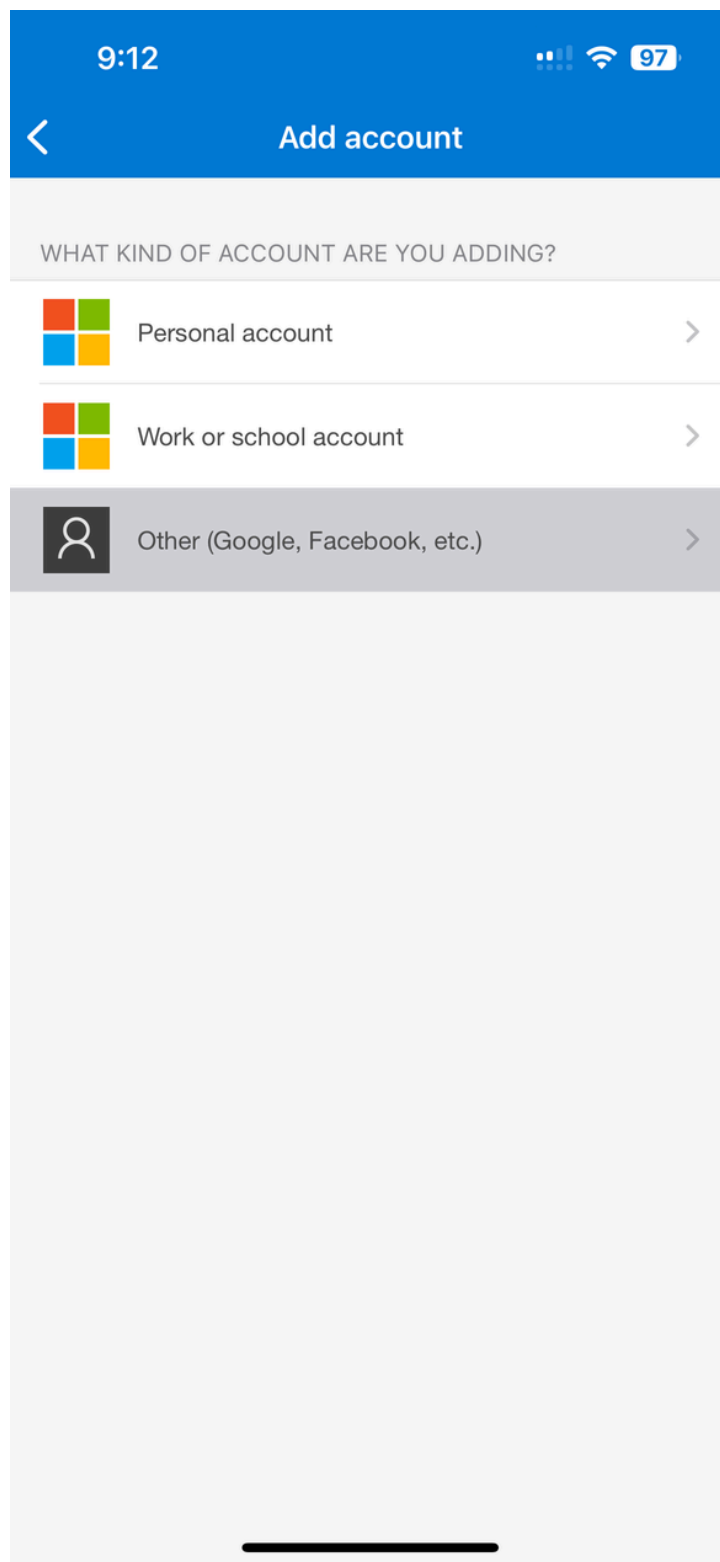 9:12
97
Add account
WHAT KIND OF ACCOUNT ARE YOU ADDING?
Personal account
Work or school account
Other (Google, Facebook, etc.)